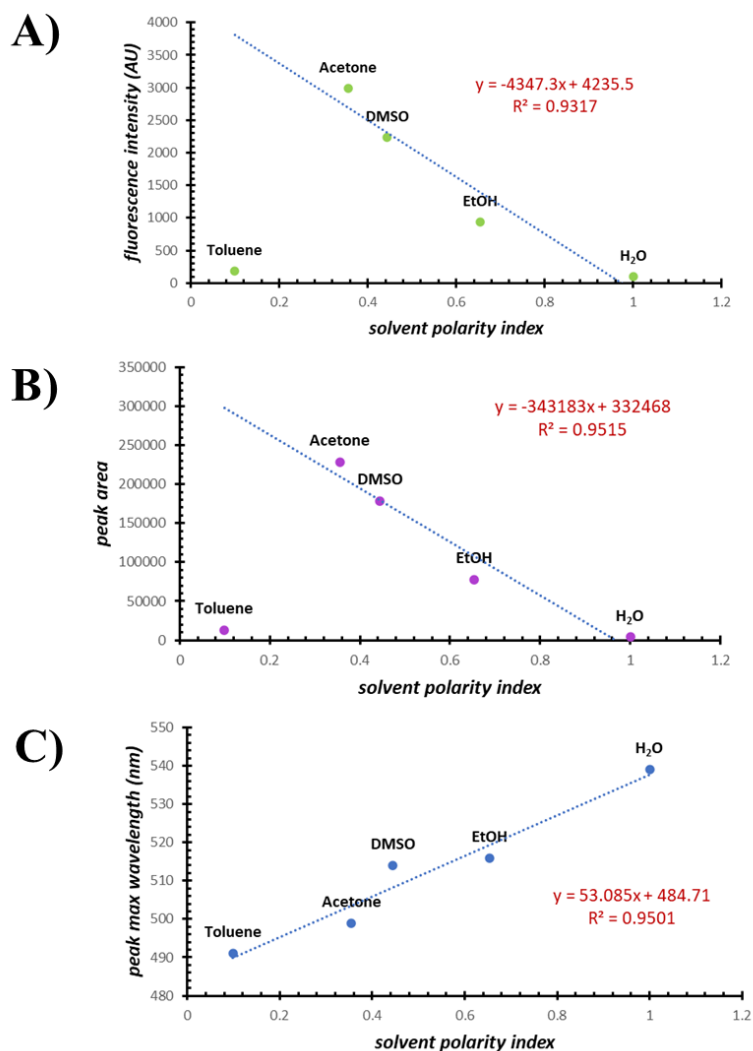 A)
fluorescence intensity (AU)
4000
3500
3000
2500
2000
1500
1000
500
0
Acetone
DMSO
EtOH
Toluene
H₂O
y = -4347.3x + 4235.5
R² = 0.9317
0
0.2
0.4
0.6
0.8
1
1.2
solvent polarity index
B)
peak area
350000
300000
250000
200000
150000
100000
50000
0
Acetone
DMSO
EtOH
Toluene
H₂O
y = -343183x + 332468
R² = 0.9515
0
0.2
0.4
0.6
0.8
1
1.2
solvent polarity index
C)
peak max wavelength (nm)
550
540
530
520
510
500
490
480
H₂O
DMSO
EtOH
Acetone
Toluene
y = 53.085x + 484.71
R² = 0.9501
0
0.2
0.4
0.6
0.8
1
1.2
solvent polarity index